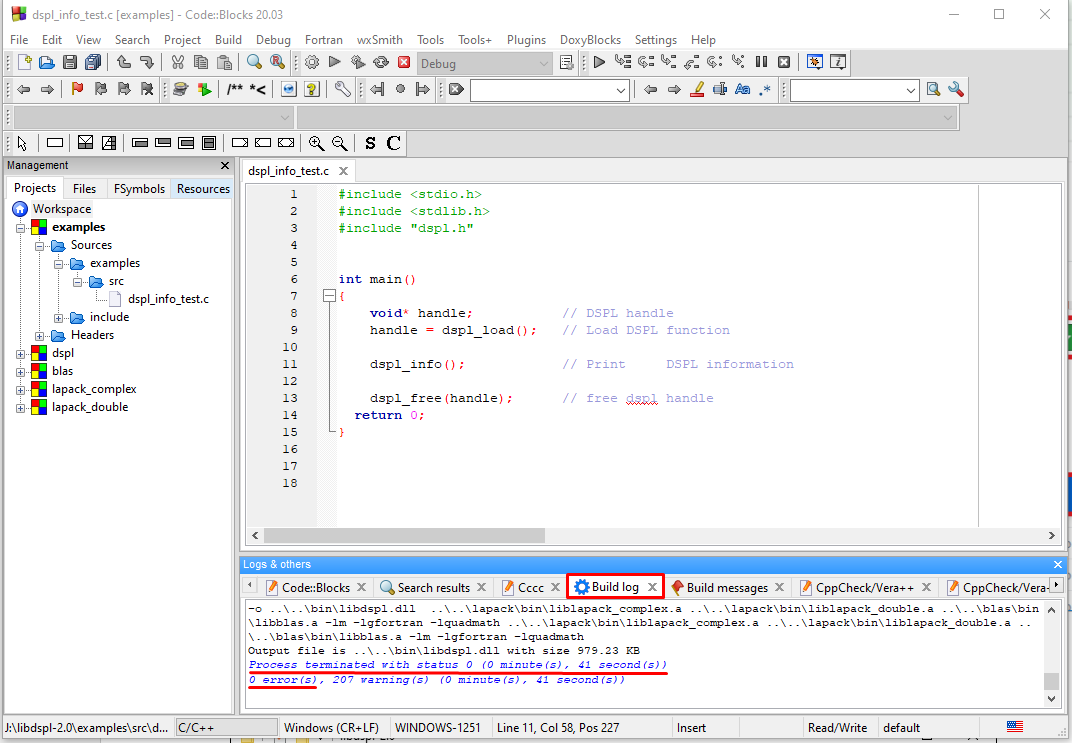 dspl_info_test.c [examples] - Code::Blocks 20.03
File Edit View Search Project Build Debug Fortran wxSmith Tools Tools+ Plugins DoxyBlocks Settings Help
Debug
/** *<
Aa .*
S C
Management
Projects Files FSymbols Resources
Workspace
examples
Sources
examples
src
dspl_info_test.c
include
Headers
dspl
blas
lapack_complex
lapack_double
dspl_info_test.c
1 #include <stdio.h>
2 #include <stdlib.h>
3 #include "dspl.h"
4
5
6 int main()
7 {
8 void* handle; // DSPL handle
9 handle = dspl_load(); // Load DSPL function
10
11 dspl_info(); // Print DSPL information
12
13 dspl_free(handle); // free dspl handle
14 return 0;
15 }
16
17
18
Logs & others
Code::Blocks Search results Cccc Build log Build messages CppCheck/Vera++ CppCheck/Vera-
-o ..\..\bin\libdspl.dll ..\..\lapack\bin\liblapack_complex.a ..\..\lapack\bin\liblapack_double.a ..\..\blas\bin
\libblas.a -lm -lgfortran -lquadmath ..\..\lapack\bin\liblapack_complex.a ..\..\lapack\bin\liblapack_double.a ..
..\..\blas\bin\libblas.a -lm -lgfortran -lquadmath
Output file is ..\..\bin\libdspl.dll with size 979.23 KB
Process terminated with status 0 (0 minute(s), 41 second(s))
0 error(s), 207 warning(s) (0 minute(s), 41 second(s))
J:\libdspl-2.0\examples\src\d... C/C++ Windows (CR+LF) WINDOWS-1251 Line 11, Col 58, Pos 227 Insert Read/Write default